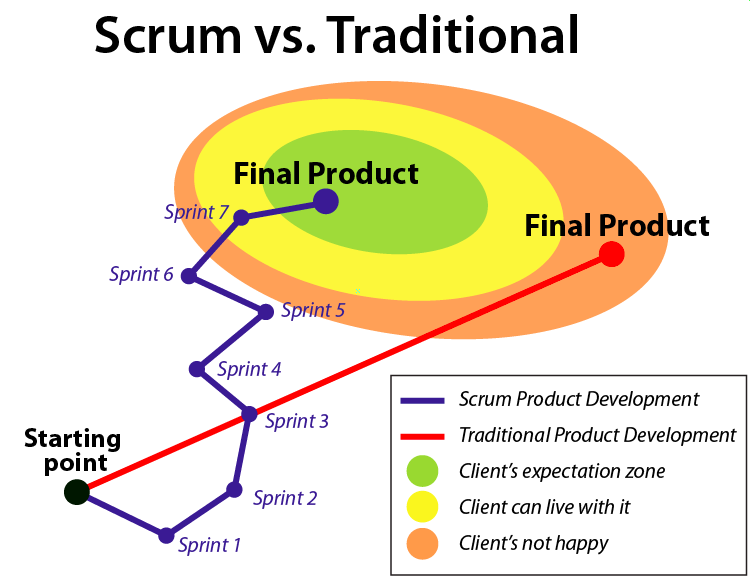 Scrum vs. Traditional
Final Product
Sprint 7
Final Product
Sprint 6
Sprint 5
Sprint 4
Sprint 3
Starting
point
Sprint 2
Sprint 1
Scrum Product Development
Traditional Product Development
Client's expectation zone
Client can live with it
Client's not happy